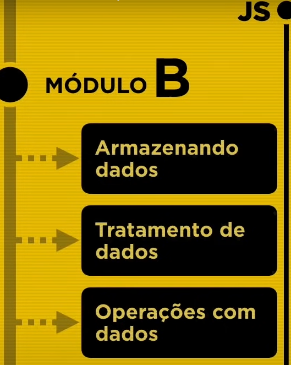 JS
MÓDULO B
Armazenando
dados
Tratamento de
dados
Operações com
dados